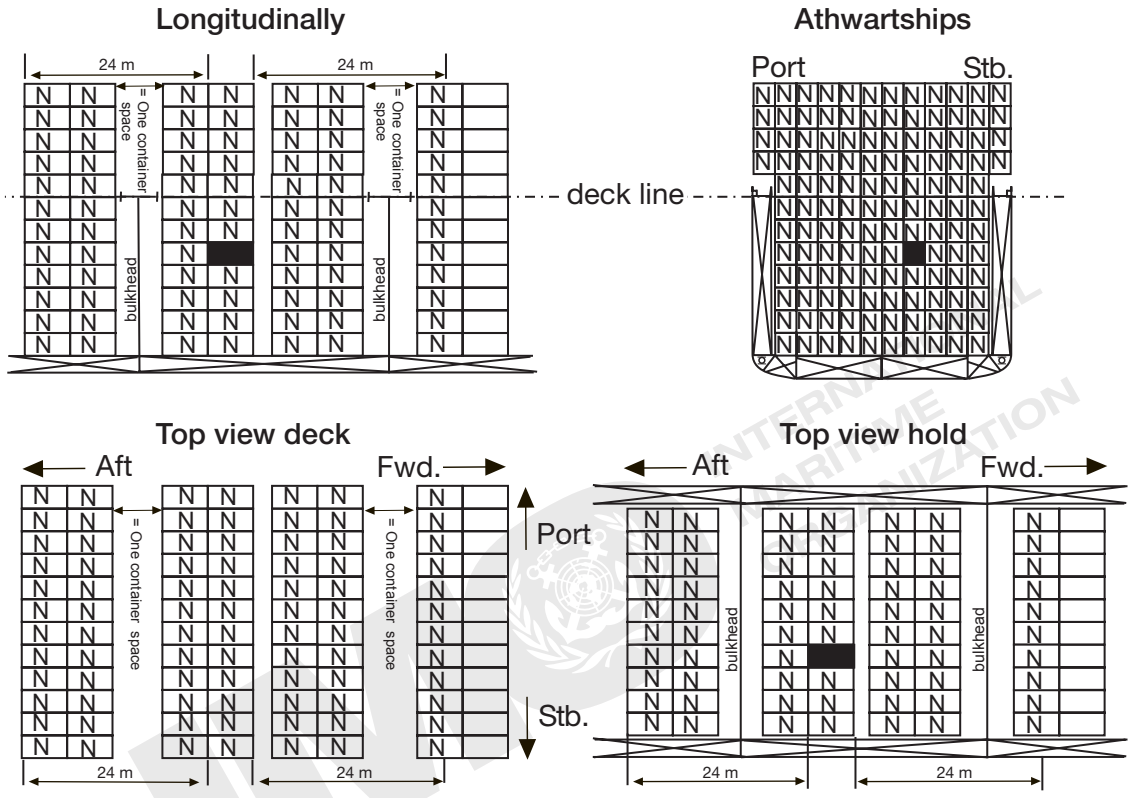 Longitudinally
24 m
24 m
N N N N N N N
N N N N N N N
N N N N N N N
N N N N N N N
N N N N N N N
N N N N N N N
N N N N N N N
N N N N N N
N N N N N N N
N N N N N N N
N N N N N N N
N N N N N N N
= One container
space
= One container
space
bulkhead
bulkhead
deck line
Athwartships
Port
Stb.
N N N N N N N N N N N N
N N N N N N N N N N N N
N N N N N N N N N N N N
N N N N N N N N N N N N
N N N N N N N N N N
N N N N N N N N N N
N N N N N N N N N N
N N N N N N N N N
N N N N N N N N N N
N N N N N N N N N N
N N N N N N N N N N
N N N N N N N N N N
Top view deck
Aft
Fwd.
N N N N N N N
N N N N N N N
N N N N N N N
N N N N N N N
N N N N N N N
N N N N N N N
N N N N N N N
N N N N N N N
N N N N N N N
N N N N N N N
N N N N N N N
N N N N N N N
= One container space
= One container space
Port
Stb.
24 m
24 m
Top view hold
Aft
Fwd.
N N N N N N N
N N N N N N N
N N N N N N N
N N N N N N N
N N N N N N N
N N N N N N N
N N N N N N
N N N N N N N
N N N N N N N
N N N N N N N
bulkhead
bulkhead
24 m
24 m
INTERNATIONAL
MARITIME
ORGANIZATION
IMO